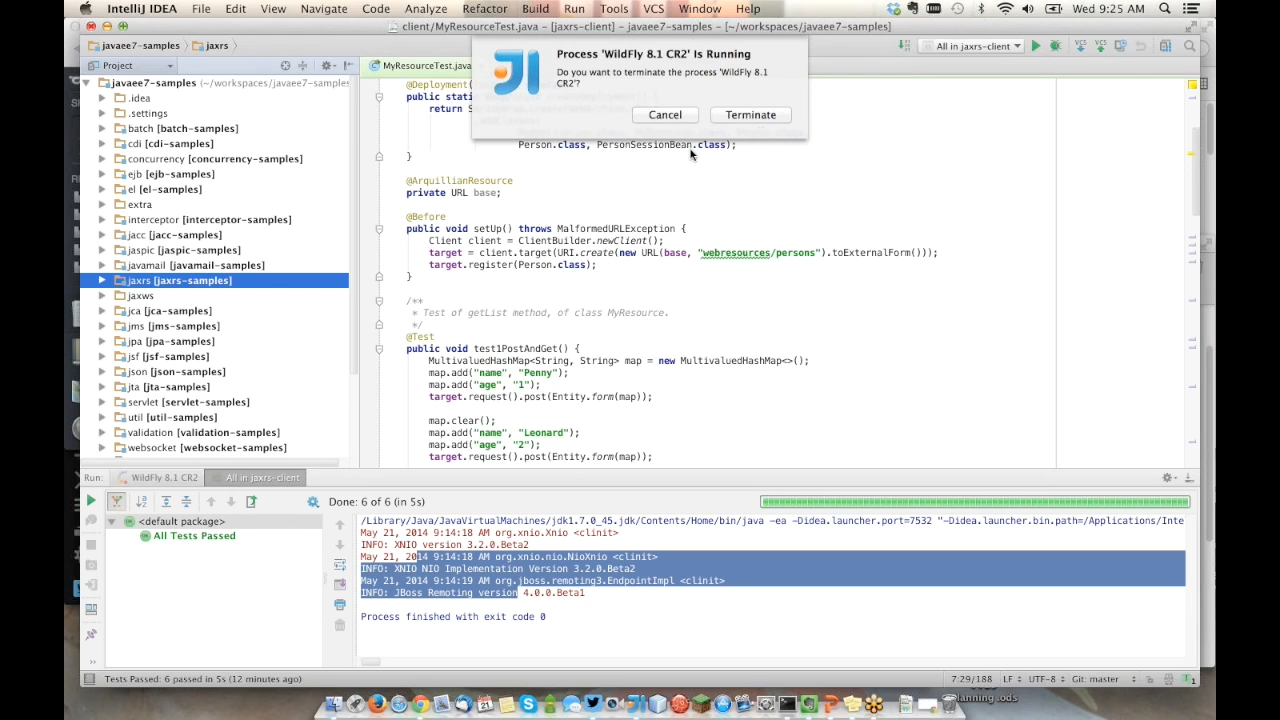 IntelliJ IDEA File Edit View Navigate Code Analyze Refactor Build Run Tools VCS Window Help Wed 9:25 AM
client/MyResourceTest.java - [jaxrs-client] - javaee7-samples - [~/workspaces/javaee7-samples]
javaee7-samples jaxrs All in jaxrs-client
Project
MyResourceTest.java
Process 'WildFly 8.1 CR2' Is Running
Do you want to terminate the process 'WildFly 8.1
CR2'?
Cancel Terminate
javaee7-samples (~/workspaces/javaee7-samples
.idea
.settings
batch [batch-samples]
cdi [cdi-samples]
concurrency [concurrency-samples]
ejb [ejb-samples]
el [el-samples]
extra
interceptor [interceptor-samples]
jacc [jacc-samples]
jaspic [jaspic-samples]
javamail [javamail-samples]
jaxrs [jaxrs-samples]
jaxws
jca [jca-samples]
jms [jms-samples]
jpa [jpa-samples]
jsf [jsf-samples]
json [json-samples]
jta [jta-samples]
servlet [servlet-samples]
util [util-samples]
validation [validation-samples]
websocket [websocket-samples]
@Deployment(
public stati
return S
Person.class, PersonSessionBean.class);
}
@ArquillianResource
private URL base;
@Before
public void setUp() throws MalformedURLException {
Client client = ClientBuilder.newClient();
target = client.target(URI.create(new URL(base, "webresources/persons").toExternalForm()));
target.register(Person.class);
}
/**
* Test of getList method, of class MyResource.
*/
@Test
public void test1PostAndGet() {
MultivaluedHashMap<String, String> map = new MultivaluedHashMap<>();
map.add("name", "Penny");
map.add("age", "1");
target.request().post(Entity.form(map));
map.clear();
map.add("name", "Leonard");
map.add("age", "2");
target.request().post(Entity.form(map));
Run: WildFly 8.1 CR2 All in jaxrs-client
Done: 6 of 6 (in 5s)
<default package>
All Tests Passed
/Library/Java/JavaVirtualMachines/jdk1.7.0_45.jdk/Contents/Home/bin/java -ea -Didea.launcher.port=7532 "-Didea.launcher.bin.path=/Applications/Inte
May 21, 2014 9:14:18 AM org.xnio.Xnio <clinit>
INFO: XNIO version 3.2.0.Beta2
May 21, 2014 9:14:18 AM org.xnio.nio.NioXnio <clinit>
INFO: XNIO NIO Implementation Version 3.2.0.Beta2
May 21, 2014 9:14:19 AM org.jboss.remoting3.EndpointImpl <clinit>
INFO: JBoss Remoting version 4.0.0.Beta1
Process finished with exit code 0
Tests Passed: 6 passed in 5s (12 minutes ago) 7:29/188 LF UTF-8 Git: master
anning .ods